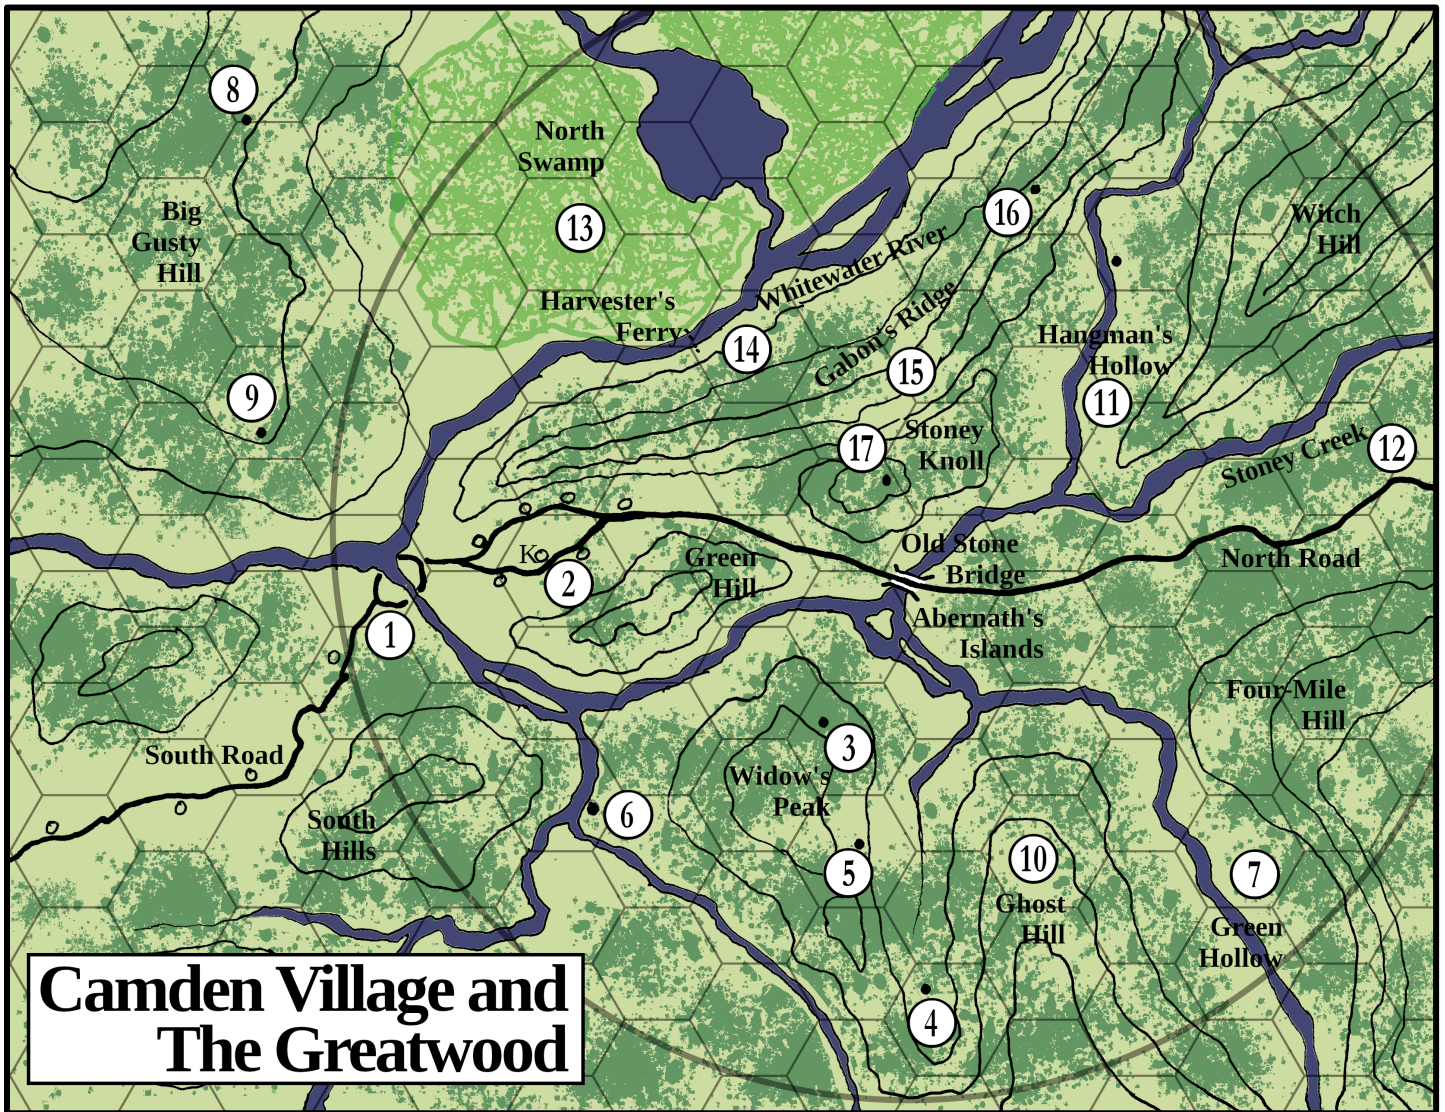 8
North
Swamp
16
Big
Gusty
Hill
13
Witch
Hill
Whitewater River
Harvester's
Ferry
14
Gabon's Ridge
15
Hangman's
Hollow
11
9
17
Stoney
Knoll
Stoney Creek
12
K
2
Green
Hill
Old Stone
Bridge
North Road
1
Abernath's
Islands
Four-Mile
Hill
South Road
3
Widow's
Peak
6
South
Hills
5
10
Ghost
Hill
7
Green
Hollow
4
Camden Village and
The Greatwood